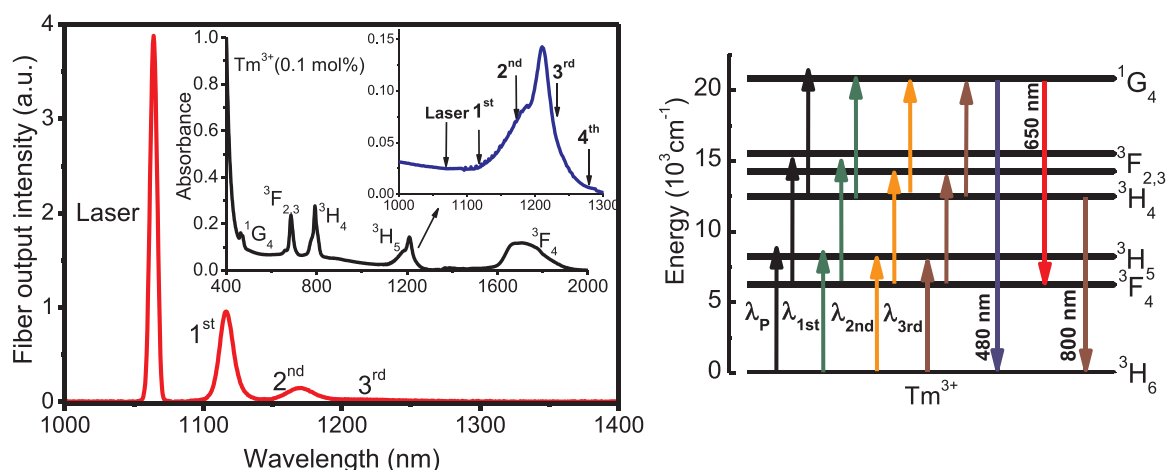 Fiber output intensity (a.u.)
4
3
2
1
0
1000 1100 1200 1300 1400
Wavelength (nm)
Laser
1st
2nd
3rd
Absorbance
1.0
0.8
0.6
0.4
0.2
0.0
400 800 1200 1600 2000
Tm3+(0.1 mol%)
1G4
3F2,3
3H4
3H5
3F4
0.15
0.10
0.05
0.00
1000 1100 1200 1300
Laser 1st
2nd
3rd
4th
Energy (10³cm⁻¹)
20
15
10
5
0
λP λ1st λ2nd λ3rd
480 nm
650 nm
800 nm
1G4
3F2,3
3H4
3H5
3F4
3H6
Tm3+